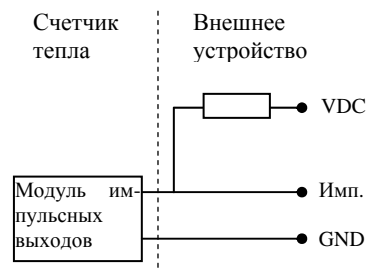 Счетчик
тепла
Внешнее
устройство
VDC
Модуль им-
пульсных
выходов
Имп.
GND